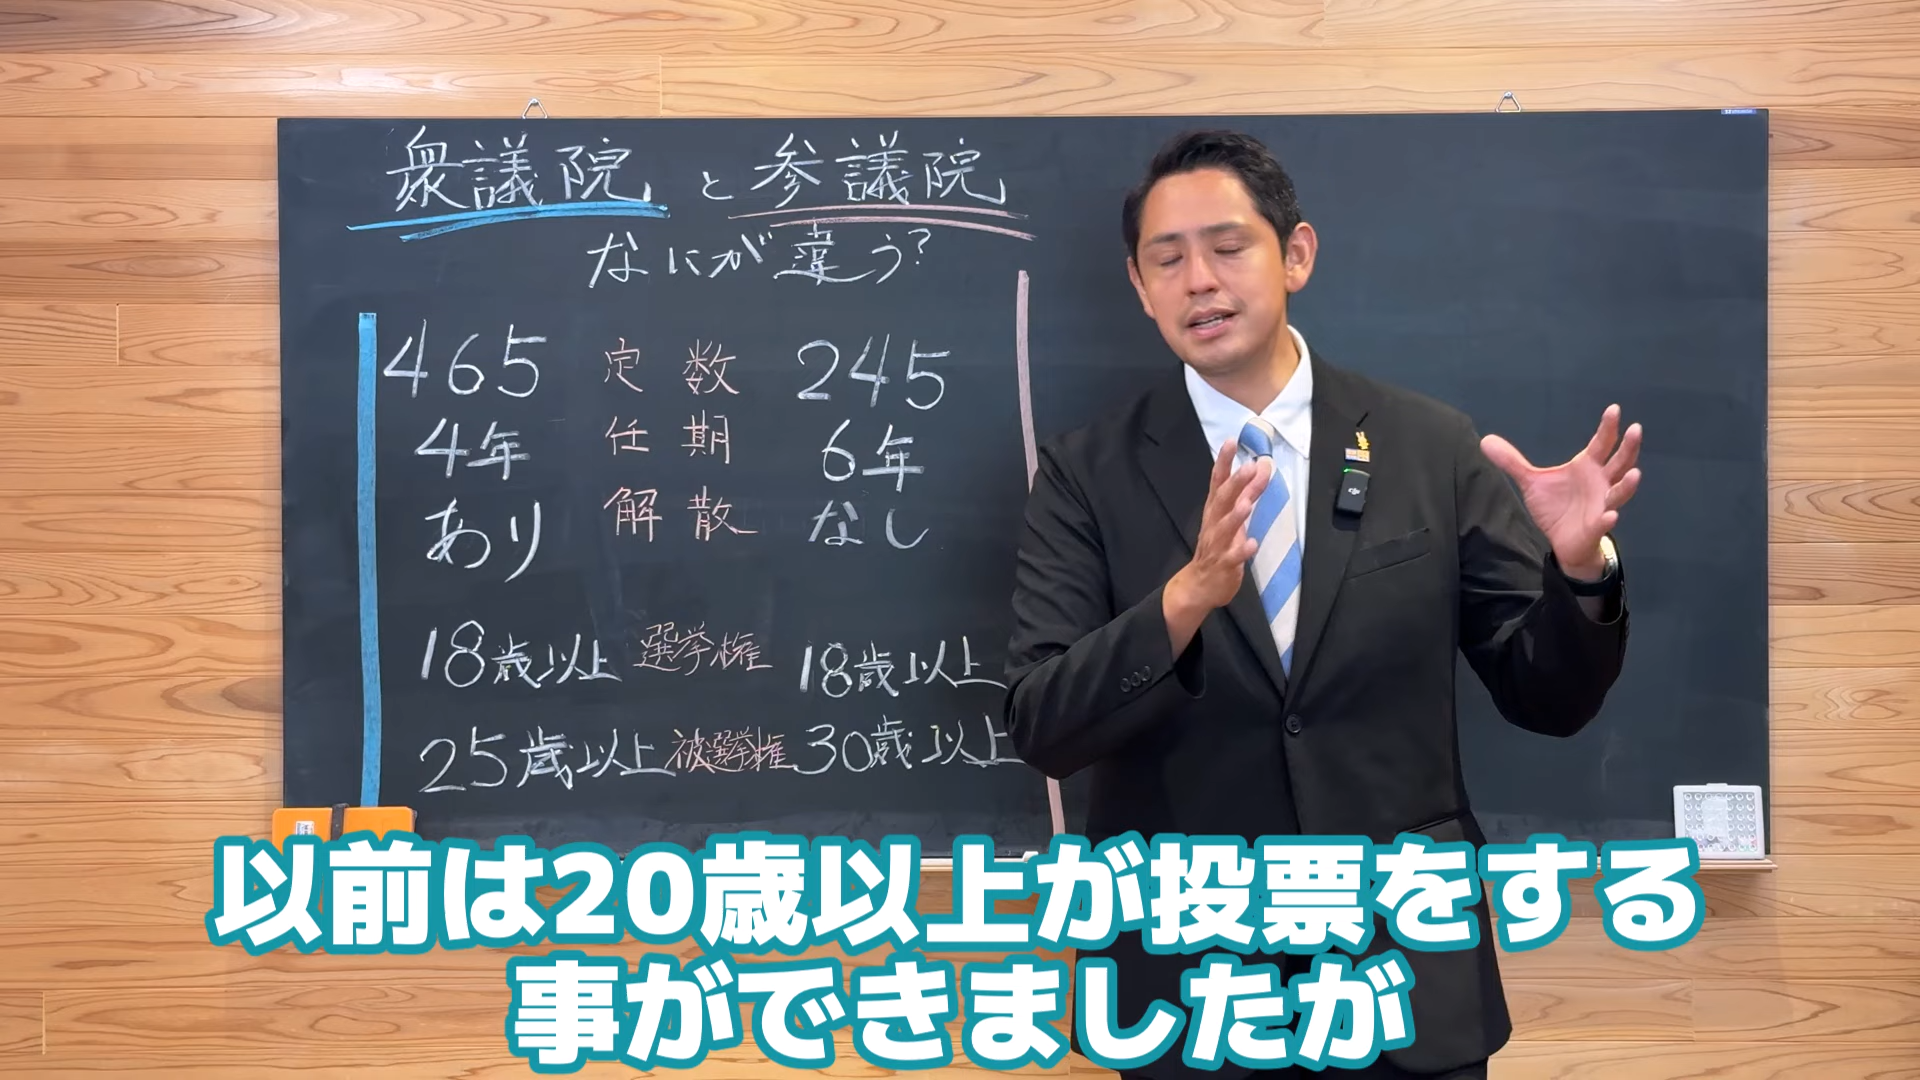 衆議院と参議院
なにが違う?
465 定数 245
4年 任期 6年
あり 解散 なし
18歳以上 選挙権 18歳以上
25歳以上 被選挙権 30歳以上
以前は20歳以上が投票をする
事ができましたが